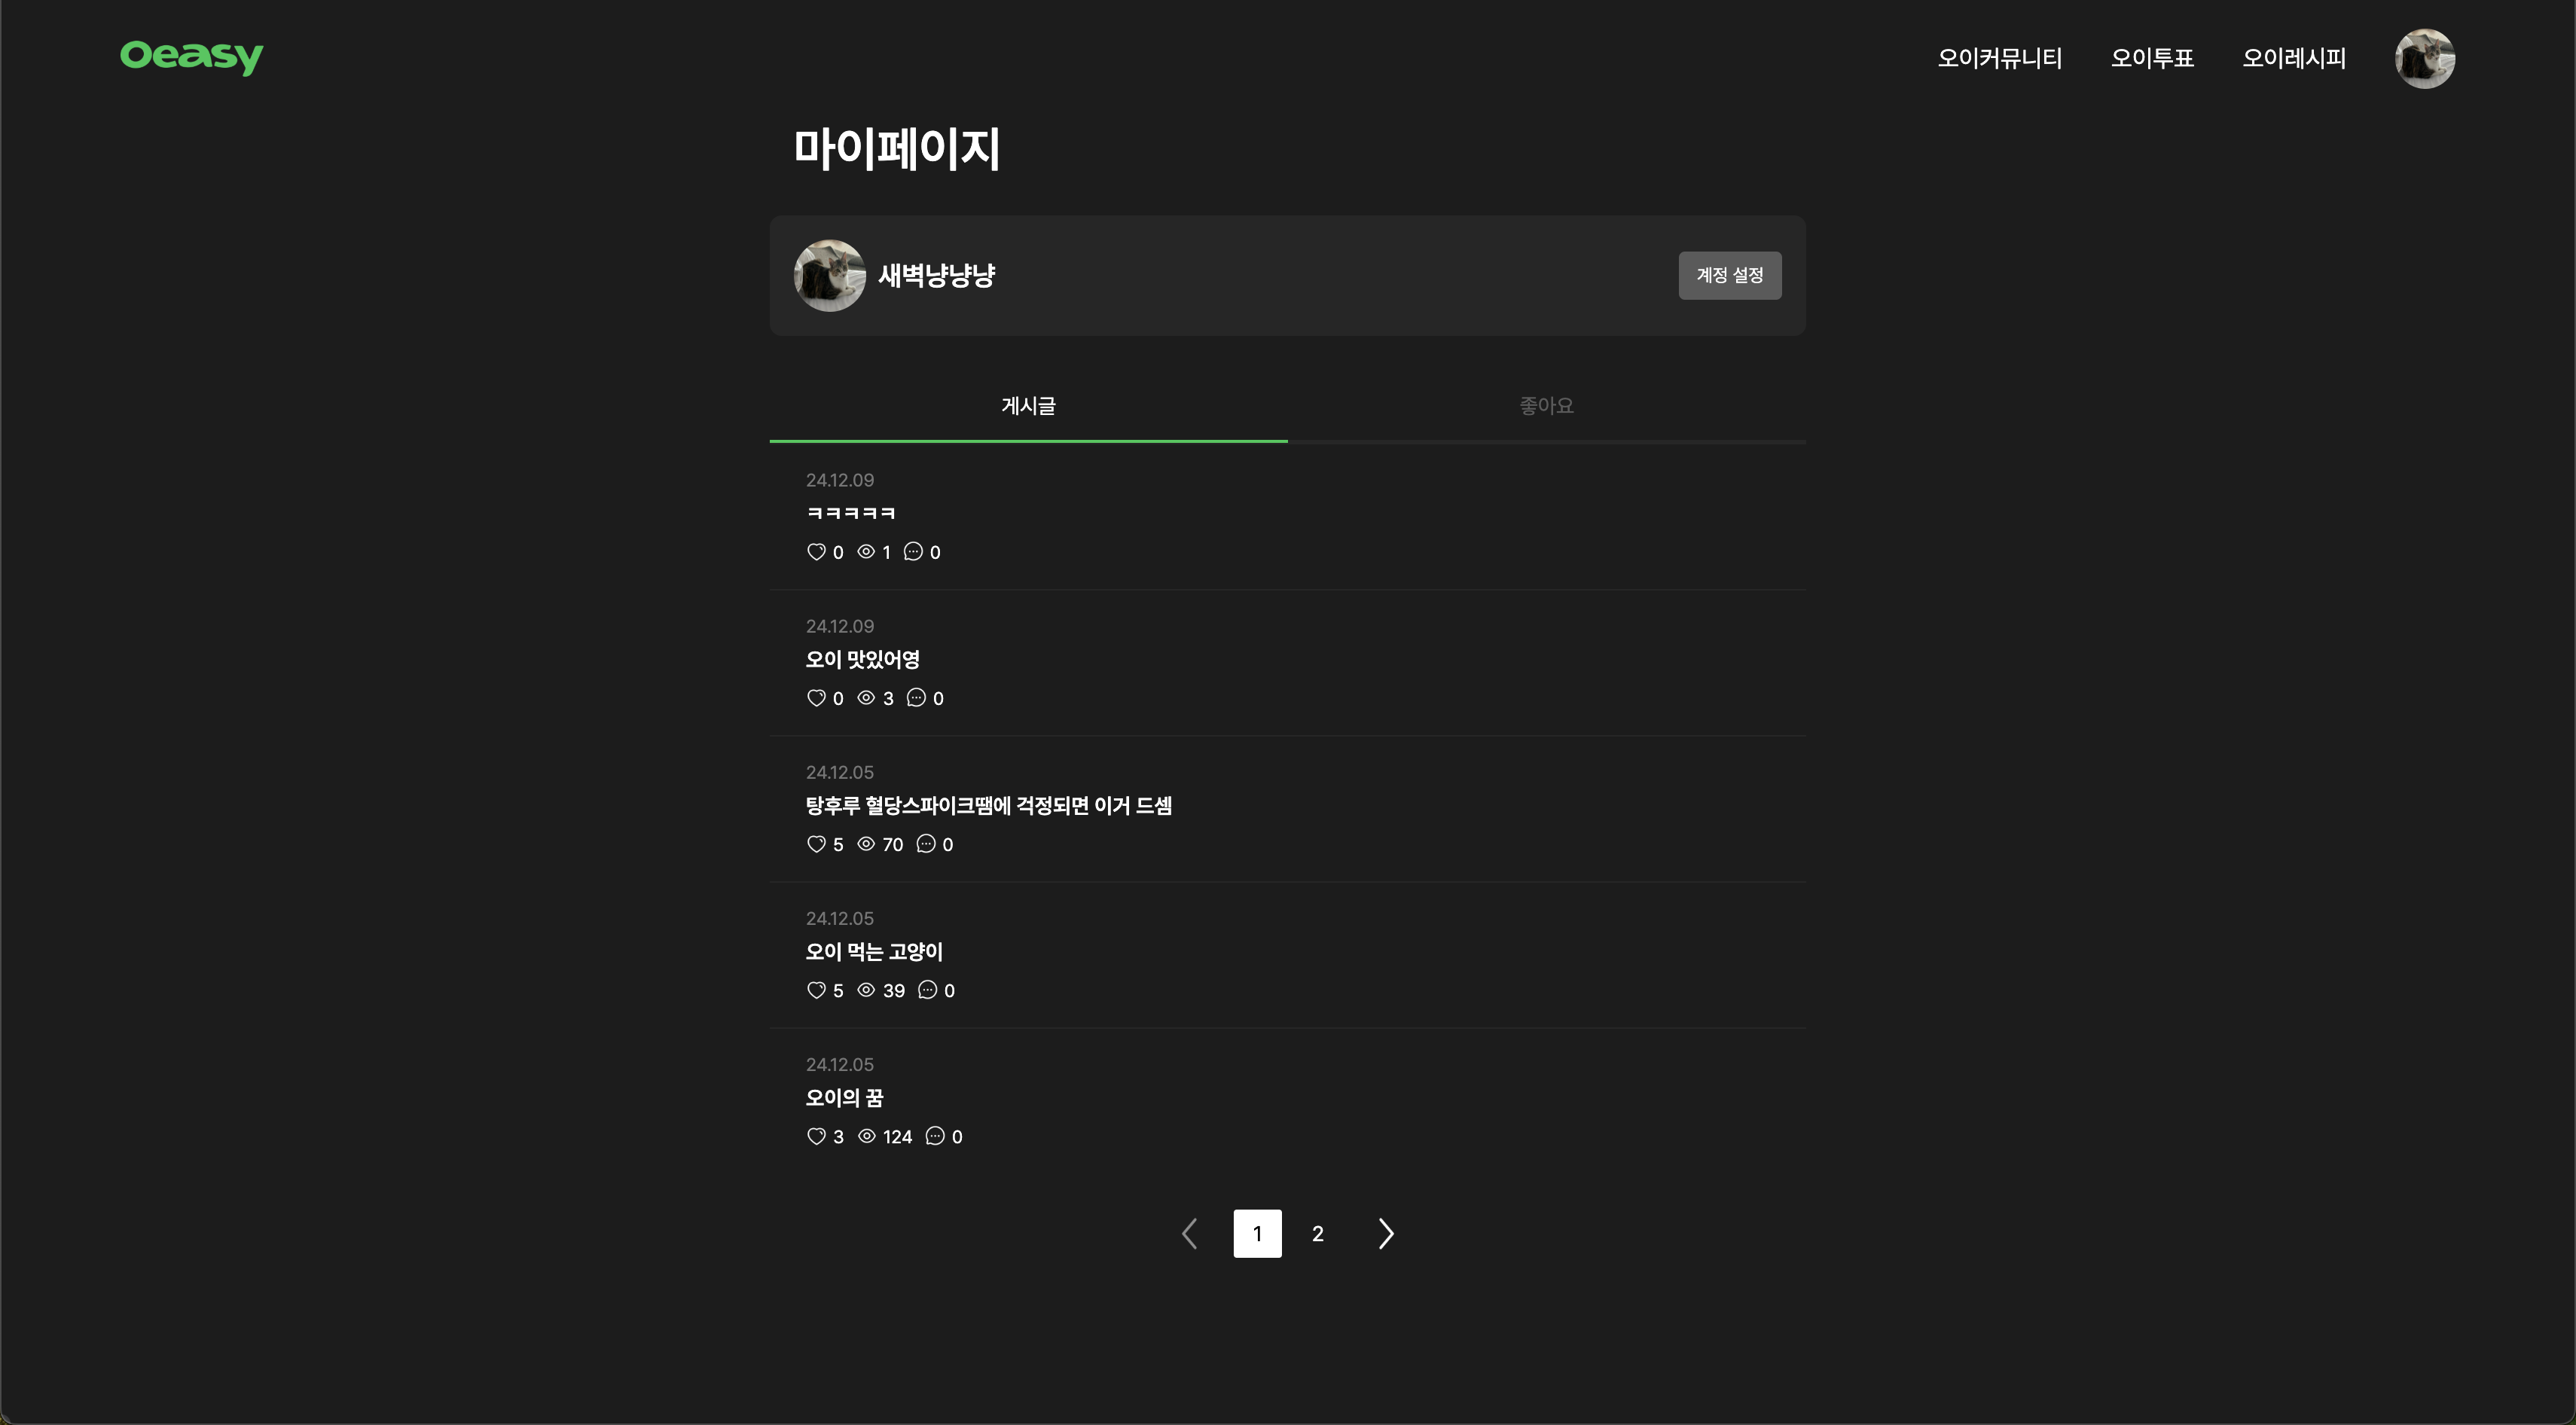 Oeasy
오이커뮤니티 오이투표 오이레시피
마이페이지
새벽냥냥냥
계정 설정
게시글 좋아요
24.12.09
ㅋㅋㅋㅋㅋ
0 1 0
24.12.09
오이 맛있어영
0 3 0
24.12.05
탕후루 혈당스파이크땜에 걱정되면 이거 드셈
5 70 0
24.12.05
오이 먹는 고양이
5 39 0
24.12.05
오이의 꿈
3 124 0
1 2